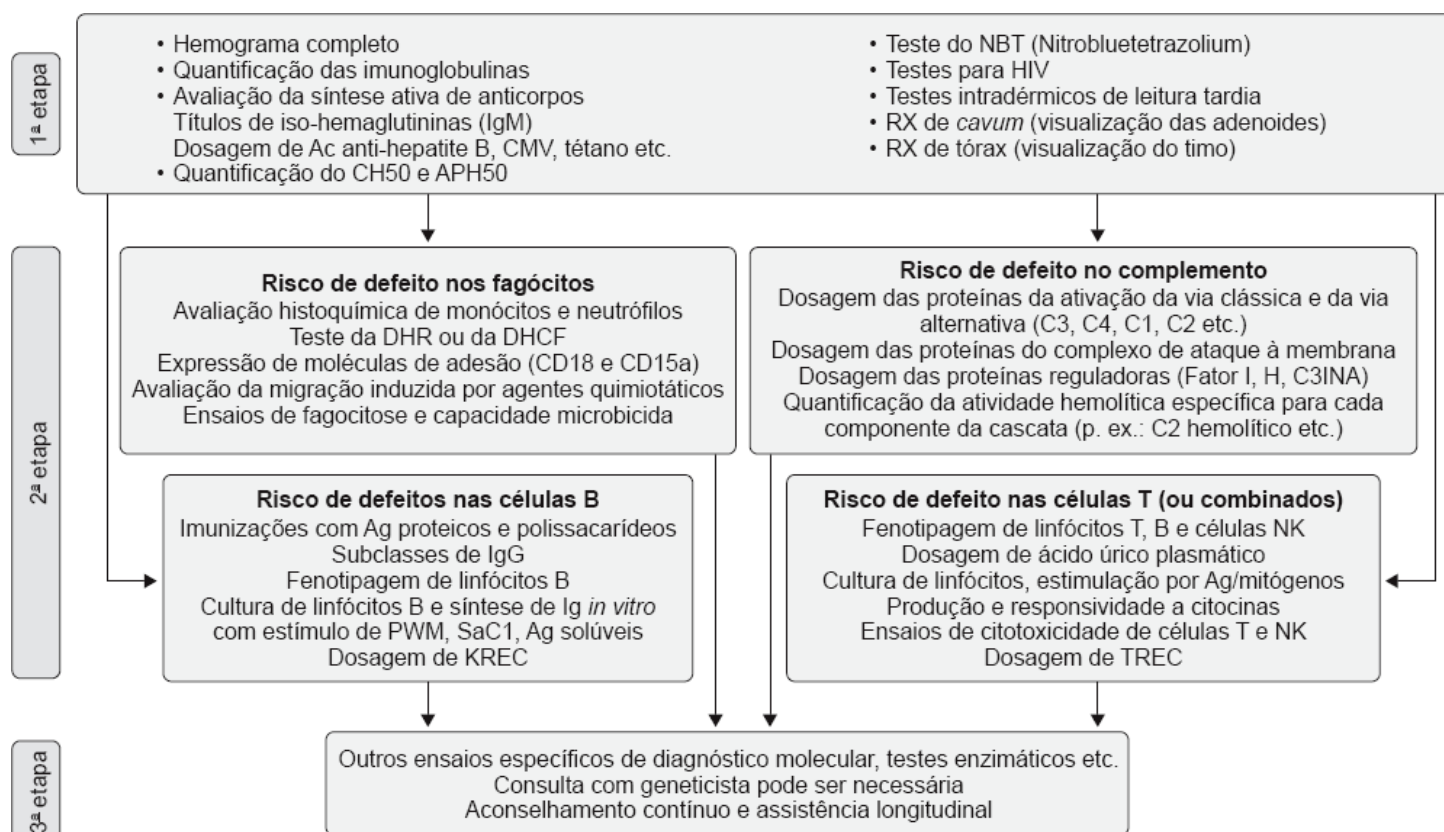 1ª etapa
• Hemograma completo
• Quantificação das imunoglobulinas
• Avaliação da síntese ativa de anticorpos
Títulos de iso-hemaglutininas (IgM)
Dosagem de Ac anti-hepatite B, CMV, tétano etc.
• Quantificação do CH50 e APH50
• Teste do NBT (Nitrobluetetrazolium)
• Testes para HIV
• Testes intradérmicos de leitura tardia
• RX de cavum (visualização das adenoides)
• RX de tórax (visualização do timo)
2ª etapa
Risco de defeito nos fagócitos
Avaliação histoquímica de monócitos e neutrófilos
Teste da DHR ou da DHCF
Expressão de moléculas de adesão (CD18 e CD15a)
Avaliação da migração induzida por agentes quimiotáticos
Ensaios de fagocitose e capacidade microbicida
Risco de defeito no complemento
Dosagem das proteínas da ativação da via clássica e da via
alternativa (C3, C4, C1, C2 etc.)
Dosagem das proteínas do complexo de ataque à membrana
Dosagem das proteínas reguladoras (Fator I, H, C3INA)
Quantificação da atividade hemolítica específica para cada
componente da cascata (p. ex.: C2 hemolítico etc.)
Risco de defeitos nas células B
Imunizações com Ag proteicos e polissacarídeos
Subclasses de IgG
Fenotipagem de linfócitos B
Cultura de linfócitos B e síntese de Ig in vitro
com estímulo de PWM, SaC1, Ag solúveis
Dosagem de KREC
Risco de defeito nas células T (ou combinados)
Fenotipagem de linfócitos T, B e células NK
Dosagem de ácido úrico plasmático
Cultura de linfócitos, estimulação por Ag/mitógenos
Produção e responsividade a citocinas
Ensaios de citotoxicidade de células T e NK
Dosagem de TREC
3ª etapa
Outros ensaios específicos de diagnóstico molecular, testes enzimáticos etc.
Consulta com geneticista pode ser necessária
Aconselhamento contínuo e assistência longitudinal